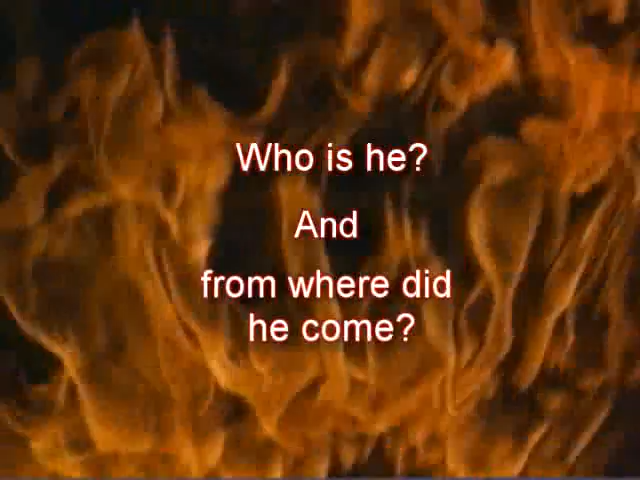 Who is he?
And
from where did
he come?